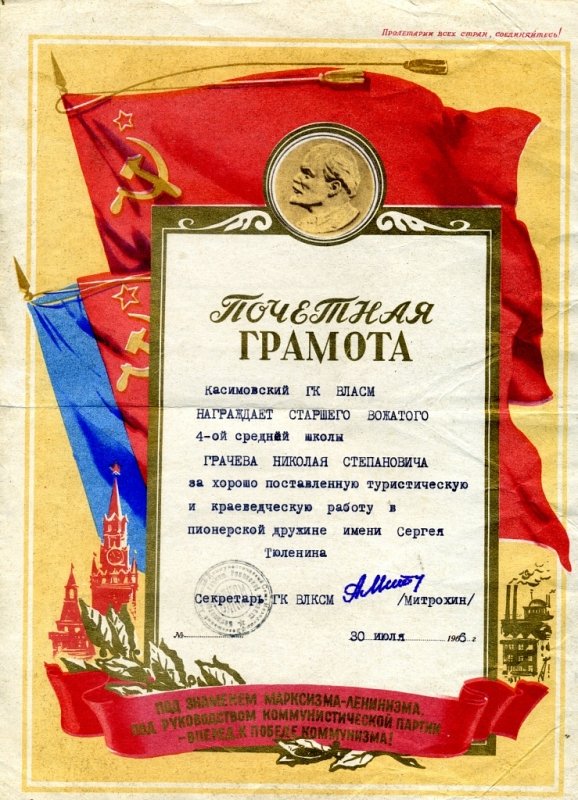 Пролетарии всех стран, соединяйтесь!
ПОЧЕТНАЯ
ГРАМОТА
Касимовский ГК ВЛАСМ
НАГРАЖДАЕТ СТАРШЕГО ВОЖАТОГО
4-ой средней школы
ГРАЧЕВА НИКОЛАЯ СТЕПАНОВИЧА
за хорошо поставленную туристическую
и краеведческую работу в
пионерской дружине имени Сергея
Тюленина
Секретарь ГК ВЛКСМ /Митрохин/
№ 30 июля 1966 г
ПОД ЗНАМЕНЕМ МАРКСИЗМА-ЛЕНИНИЗМА,
ПОД РУКОВОДСТВОМ КОММУНИСТИЧЕСКОЙ ПАРТИИ
-ВПЕРЕД К ПОБЕДЕ КОММУНИЗМА!